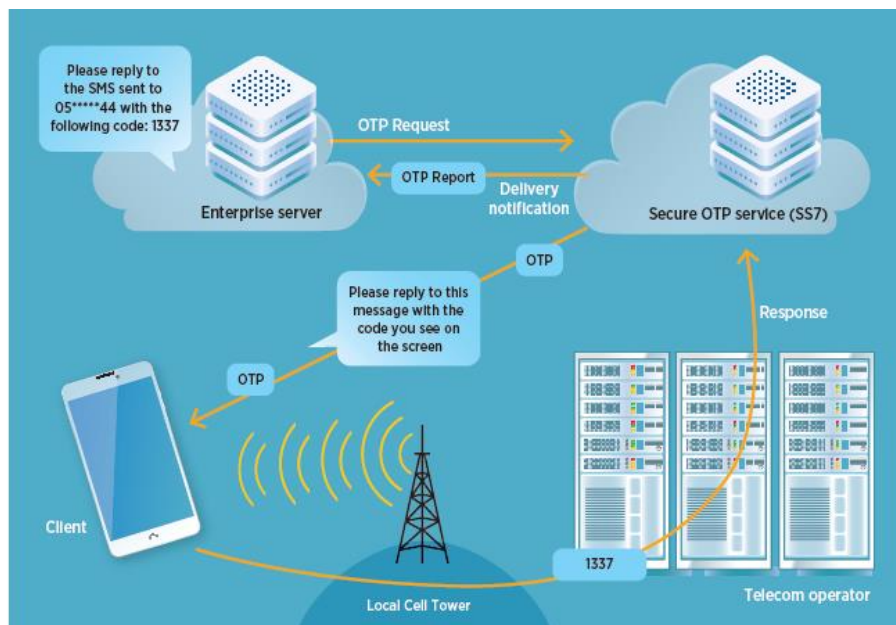 Please reply to
the SMS sent to
05*****44 with the
following code: 1337
Enterprise server
OTP Request
OTP Report
Delivery
notification
Secure OTP service (SS7)
OTP
Please reply to this
message with the
code you see on
the screen
OTP
Response
Client
1337
Local Cell Tower
Telecom operator